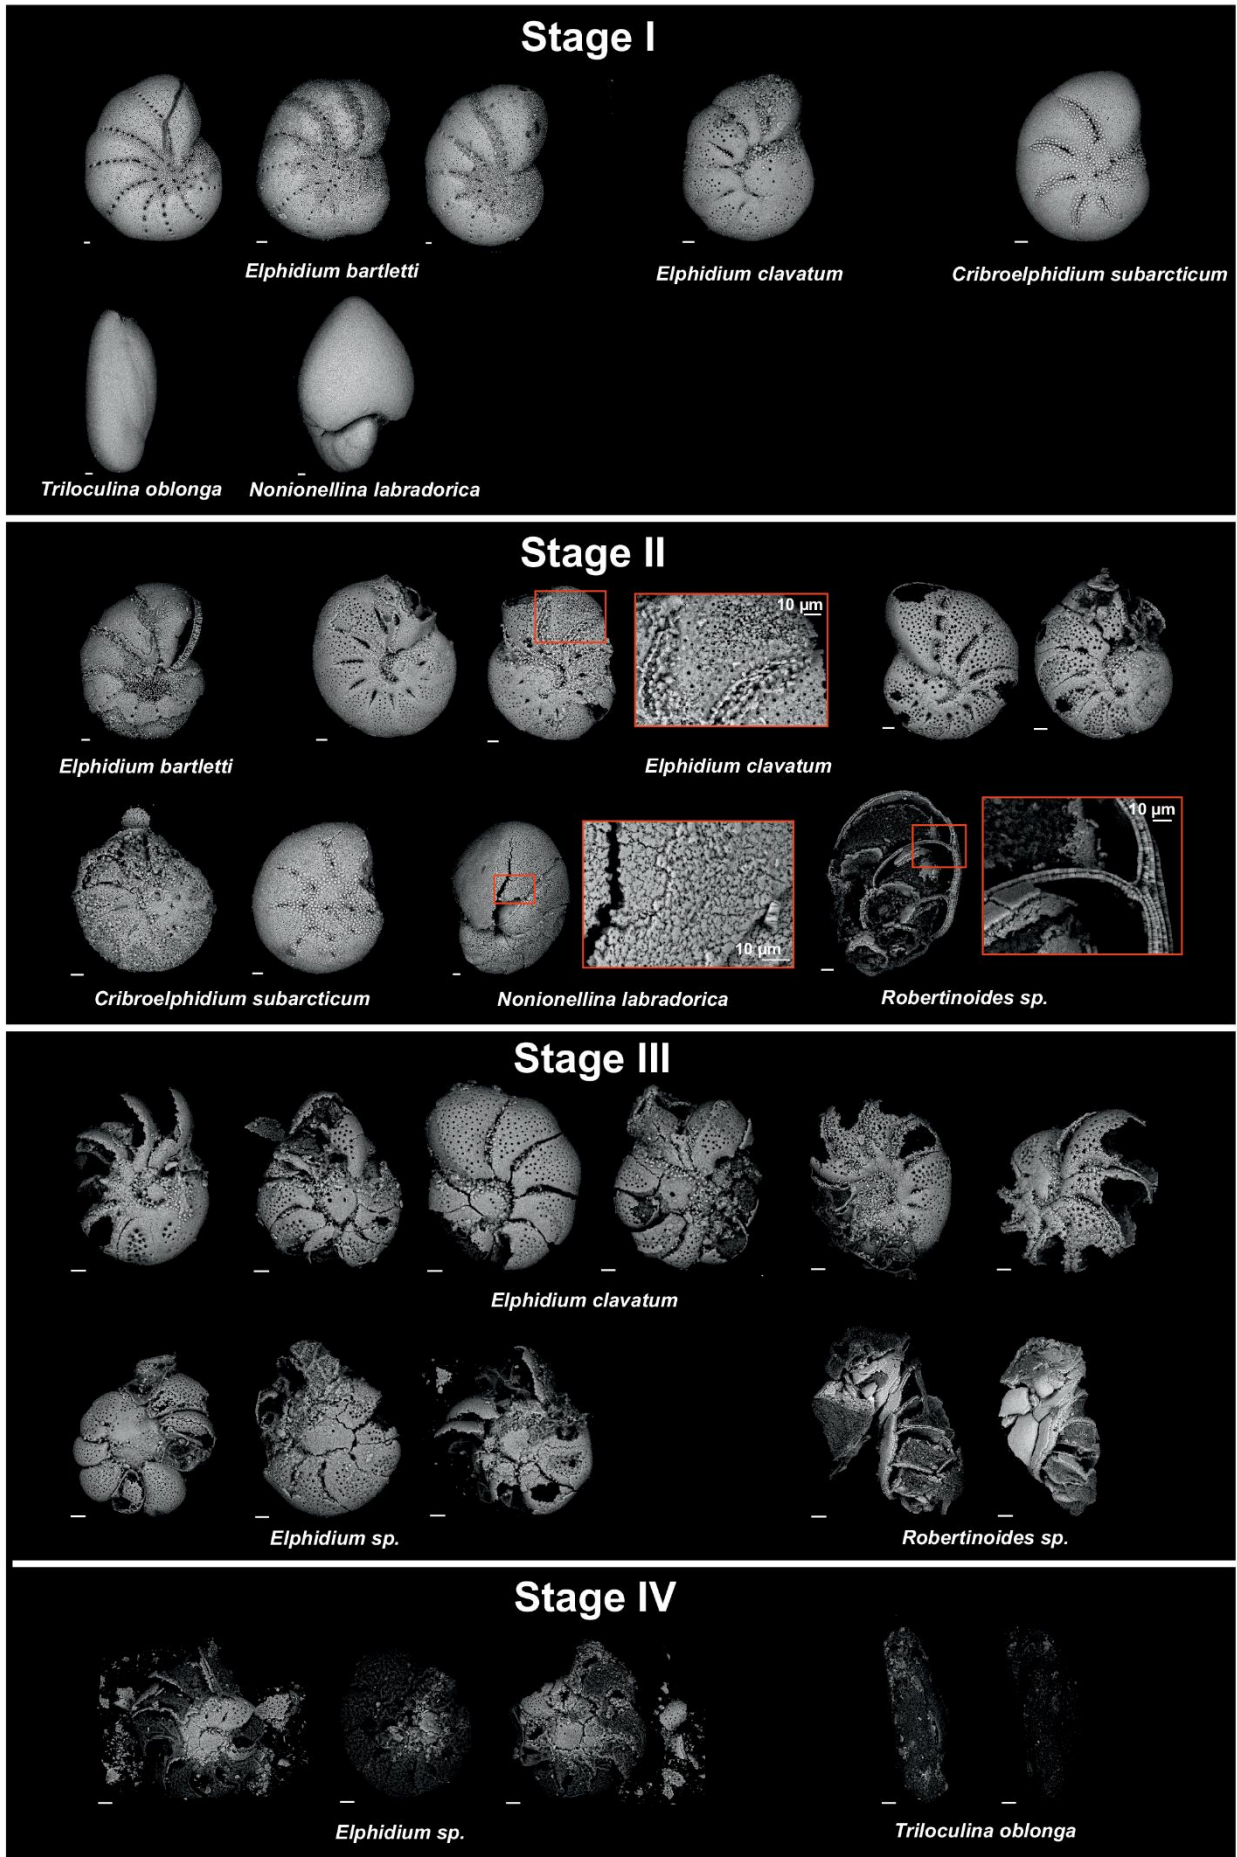 Stage I
Elphidium bartletti
Elphidium clavatum
Cribroelphidium subarcticum
Triloculina oblonga
Nonionellina labradorica
Stage II
10 µm
Elphidium bartletti
Elphidium clavatum
10 µm
10 µm
Cribroelphidium subarcticum
Nonionellina labradorica
Robertinoides sp.
Stage III
Elphidium clavatum
Elphidium sp.
Robertinoides sp.
Stage IV
Elphidium sp.
Triloculina oblonga